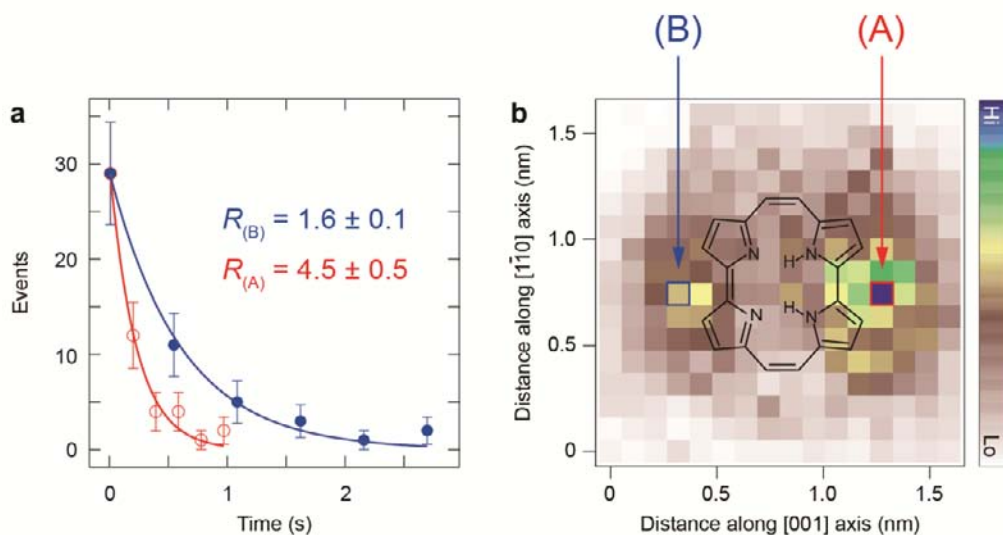 (B)
(A)
a
30
20
10
0
Events
R(B) = 1.6 ± 0.1
R(A) = 4.5 ± 0.5
0
1
2
Time (s)
b
1.5
1.0
0.5
0
Distance along [1̄10] axis (nm)
N
N
H
N
H
N
0
0.5
1.0
1.5
Distance along [001] axis (nm)
Hi
Lo